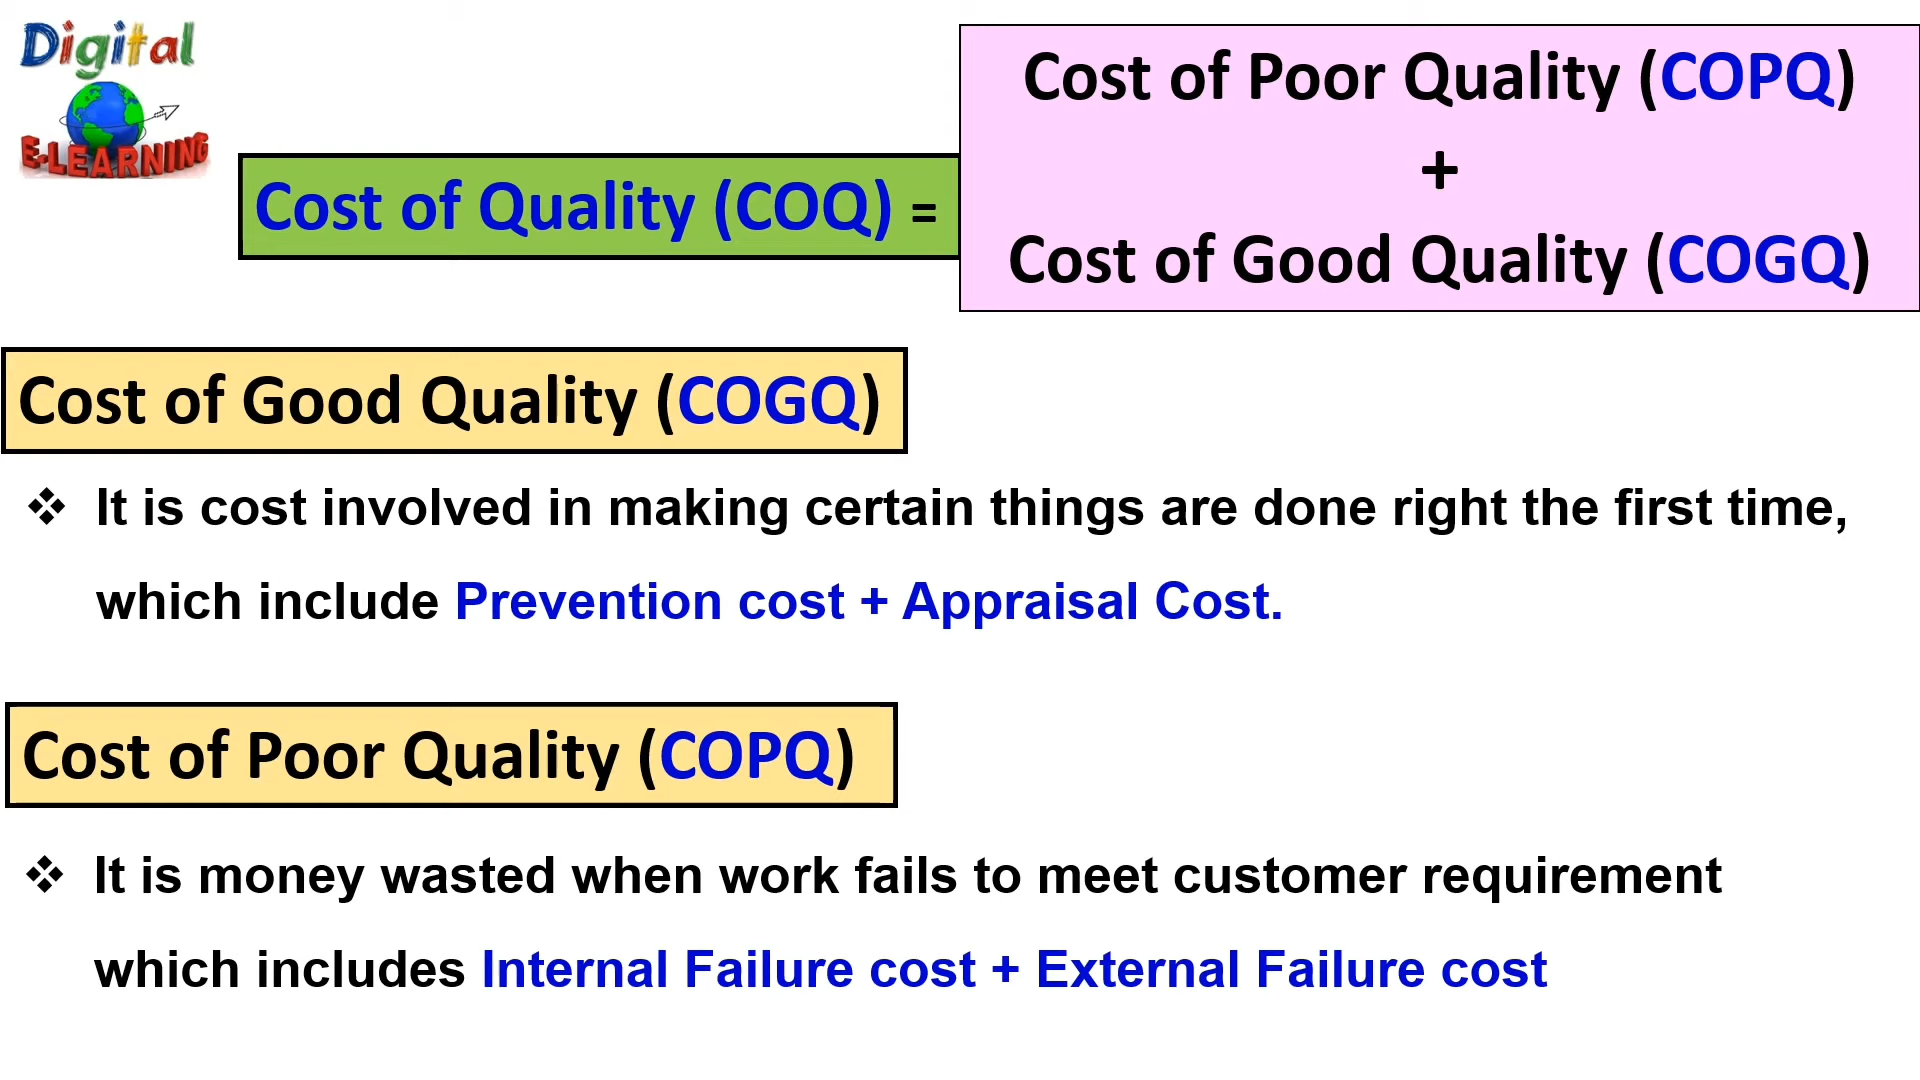 Digital
E-LEARNING
Cost of Quality (COQ) =
Cost of Poor Quality (COPQ)
+
Cost of Good Quality (COGQ)
Cost of Good Quality (COGQ)
❖ It is cost involved in making certain things are done right the first time,
which include Prevention cost + Appraisal Cost.
Cost of Poor Quality (COPQ)
❖ It is money wasted when work fails to meet customer requirement
which includes Internal Failure cost + External Failure cost